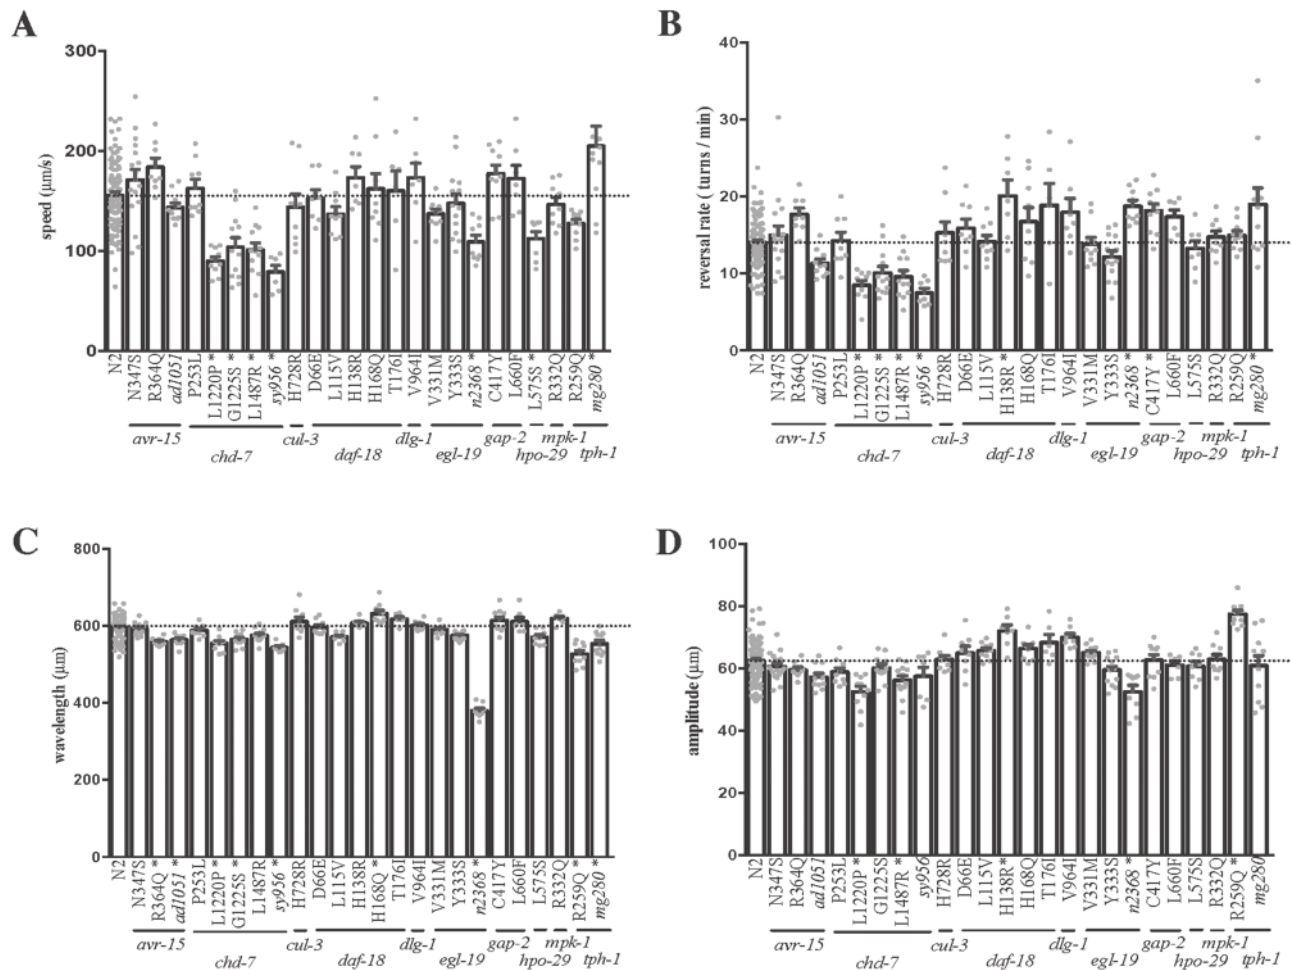 A
300
200
100
0
speed (μm/s)
N2
N347S
R364Q
ad1051
P253L
L1220P *
G1225S *
L1487R *
sy956 *
H728R
D66E
L115V
H138R
H168Q
T176I
V964I
V331M
Y333S
n2368 *
C417Y
L660F
L575S *
R332Q
R259Q
mg280 *
avr-15
chd-7
cul-3
daf-18
dlg-1
egl-19
gap-2
hpo-29
mpk-1
tph-1
B
40
30
20
10
0
reversal rate ( turns / min)
N2
N347S
R364Q
ad1051
P253L
L1220P *
G1225S *
L1487R *
sy956 *
H728R
D66E
L115V
H138R *
H168Q
T176I
V964I
V331M
Y333S
n2368 *
C417Y *
L660F
L575S
R332Q
R259Q
mg280 *
avr-15
chd-7
cul-3
daf-18
dlg-1
egl-19
gap-2
hpo-29
mpk-1
tph-1
C
800
600
400
200
0
wavelength (μm)
N2
N347S
R364Q *
ad1051 *
P253L
L1220P *
G1225S *
L1487R
sy956 *
H728R
D66E
L115V
H138R
H168Q *
T176I
V964I
V331M
Y333S
n2368 *
C417Y
L660F
L575S
R332Q
R259Q *
mg280 *
avr-15
chd-7
cul-3
daf-18
dlg-1
egl-19
gap-2
hpo-29
mpk-1
tph-1
D
100
80
60
40
20
0
amplitude (μm)
N2
N347S
R364Q
ad1051
P253L
L1220P *
G1225S
L1487R *
sy956
H728R
D66E
L115V
H138R *
H168Q
T176I
V964I
V331M
Y333S
n2368 *
C417Y
L660F
L575S
R332Q
R259Q *
mg280
avr-15
chd-7
cul-3
daf-18
dlg-1
egl-19
gap-2
hpo-29
mpk-1
tph-1